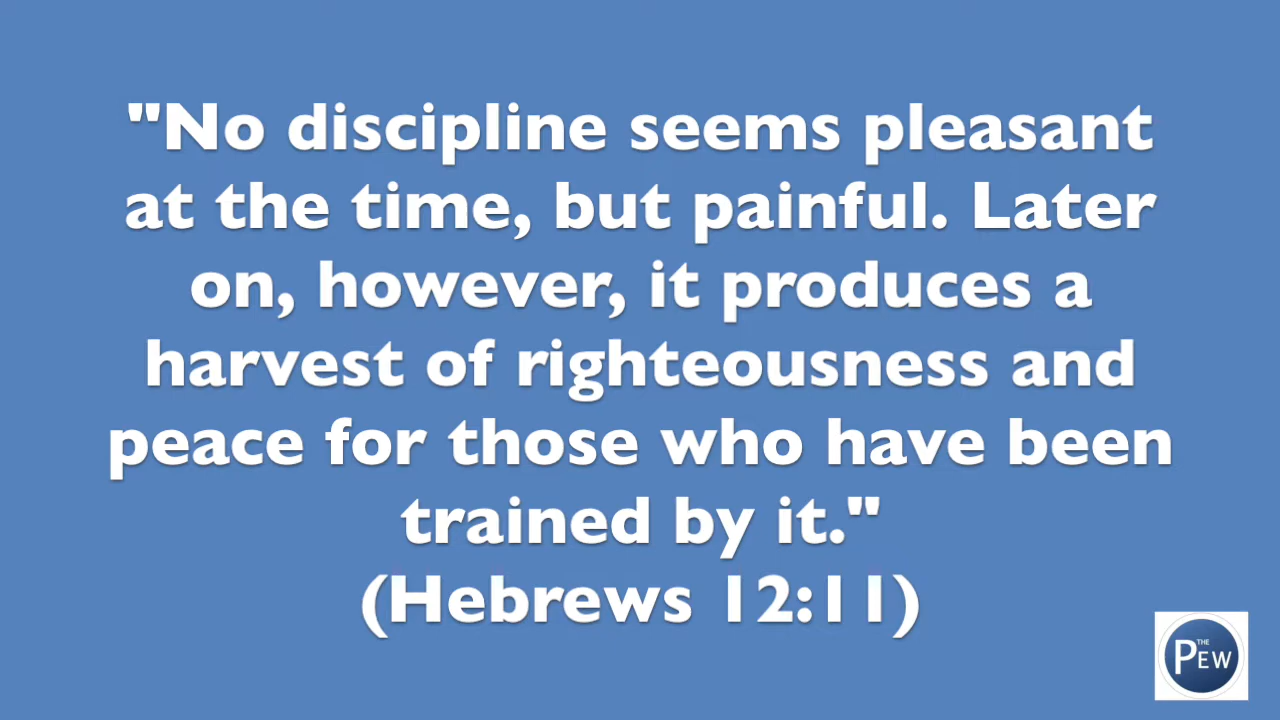 "No discipline seems pleasant
at the time, but painful. Later
on, however, it produces a
harvest of righteousness and
peace for those who have been
trained by it."
(Hebrews 12:11)
THE
PEW